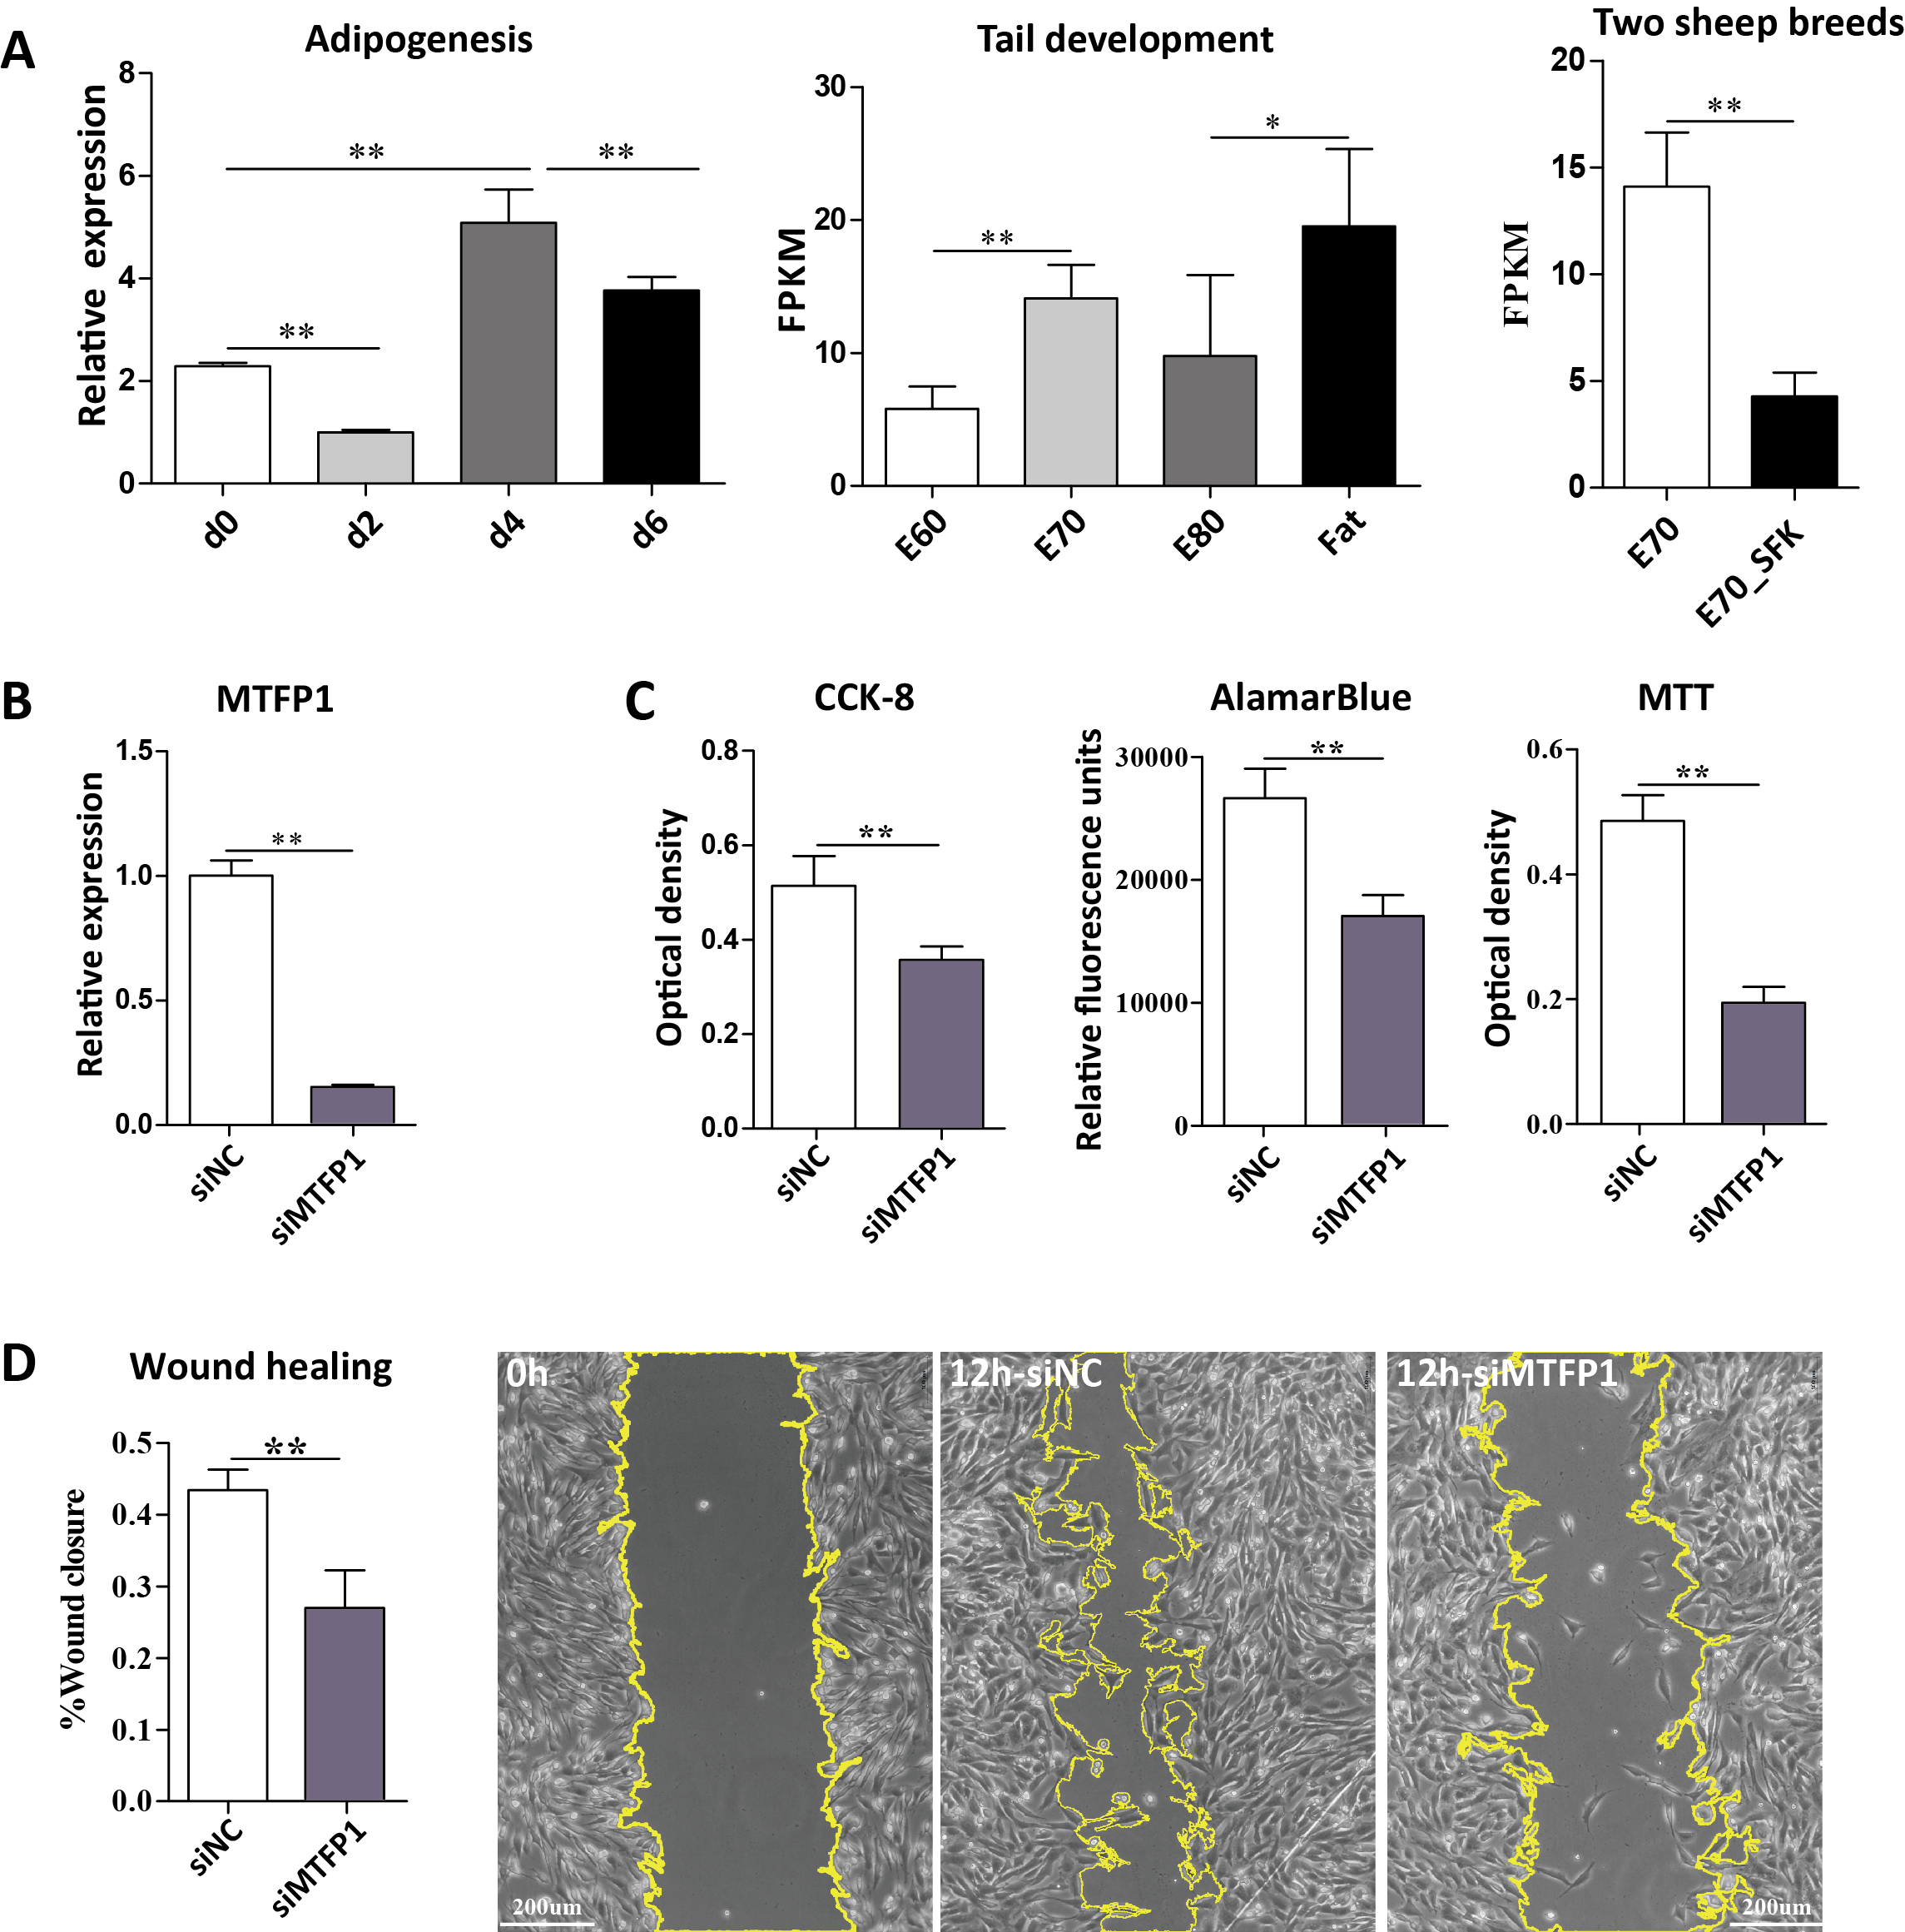 A
Adipogenesis
Relative expression
8
6
4
2
0
**
**
**
d0
d2
d4
d6
Tail development
FPKM
30
20
10
0
**
*
E60
E70
E80
Fat
Two sheep breeds
FPKM
20
15
10
5
0
**
E70
E70_SFK
B
MTFP1
Relative expression
1.5
1.0
0.5
0.0
**
siNC
siMTFP1
C
CCK-8
Optical density
0.8
0.6
0.4
0.2
0.0
**
siNC
siMTFP1
AlamarBlue
Relative fluorescence units
30000
20000
10000
0
**
siNC
siMTFP1
MTT
Optical density
0.6
0.4
0.2
0.0
**
siNC
siMTFP1
D
Wound healing
%Wound closure
0.5
0.4
0.3
0.2
0.1
0.0
**
siNC
siMTFP1
0h
200um
12h-siNC
12h-siMTFP1
200um